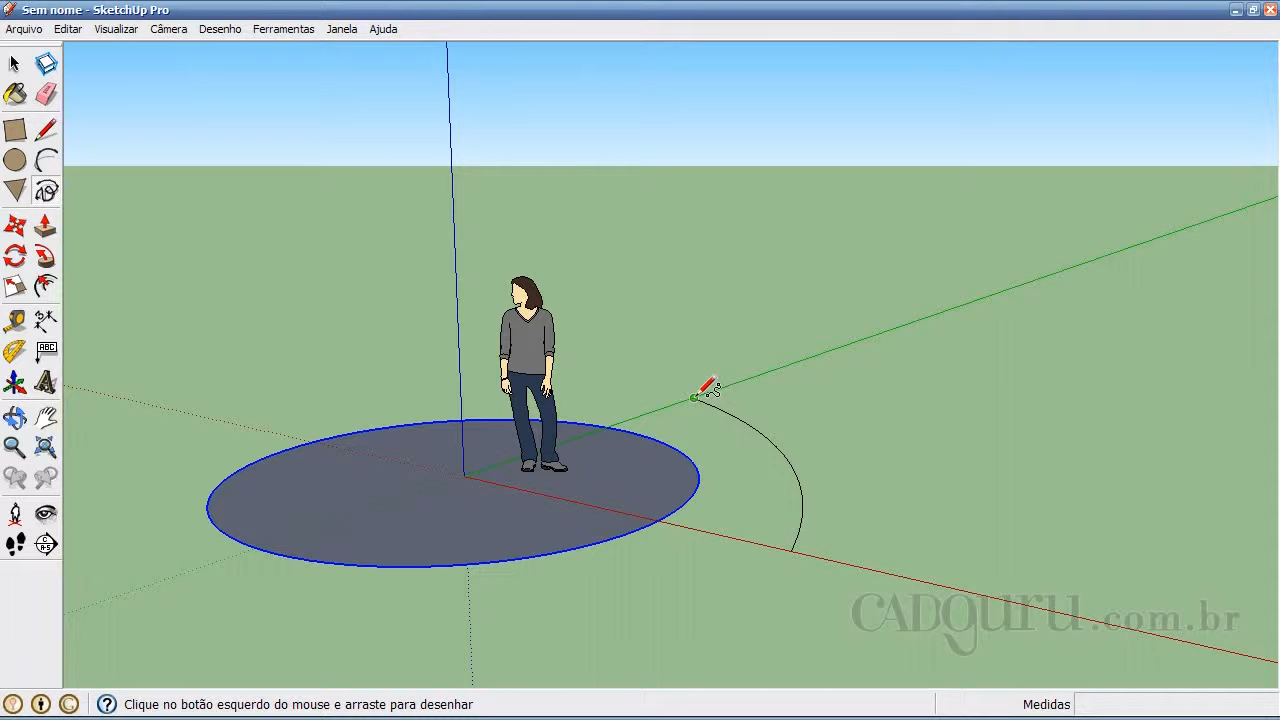 Sem nome - SketchUp Pro
Arquivo Editar Visualizar Câmera Desenho Ferramentas Janela Ajuda
ABC
CADguru.com.br
Clique no botão esquerdo do mouse e arraste para desenhar
Medidas